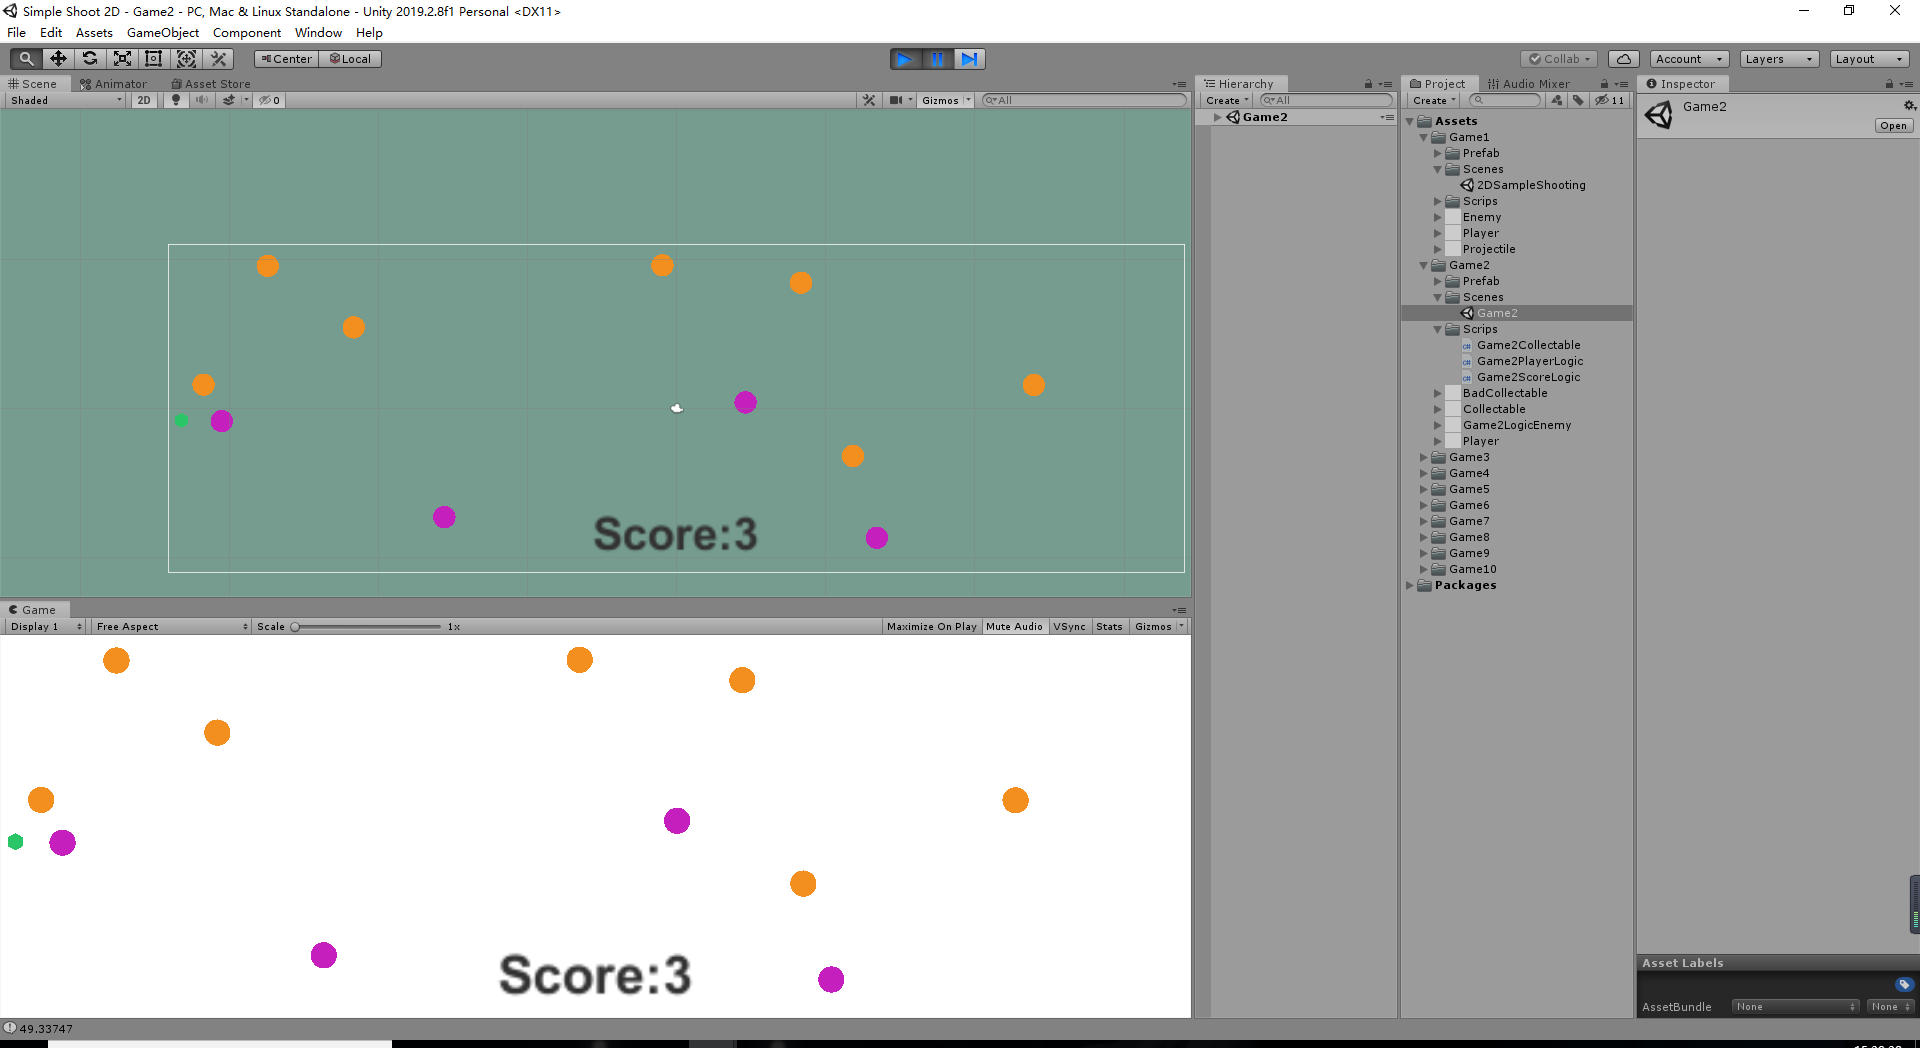 Simple Shoot 2D - Game2 - PC, Mac & Linux Standalone - Unity 2019.2.8f1 Personal <DX11>
File Edit Assets GameObject Component Window Help
Center Local
Collab Account Layers Layout
Scene Animator Asset Store
Shaded 2D 0 Gizmos All
Score:3
Game
Display 1 Free Aspect Scale 1x Maximize On Play Mute Audio VSync Stats Gizmos
Score:3
49.33747
Hierarchy
Create All
Game2
Project Audio Mixer
Create 11
Assets
Game1
Prefab
Scenes
2DSampleShooting
Scrips
Enemy
Player
Projectile
Game2
Prefab
Scenes
Game2
Scrips
Game2Collectable
Game2PlayerLogic
Game2ScoreLogic
BadCollectable
Collectable
Game2LogicEnemy
Player
Game3
Game4
Game5
Game6
Game7
Game8
Game9
Game10
Packages
Inspector
Game2
Open
Asset Labels
AssetBundle None None